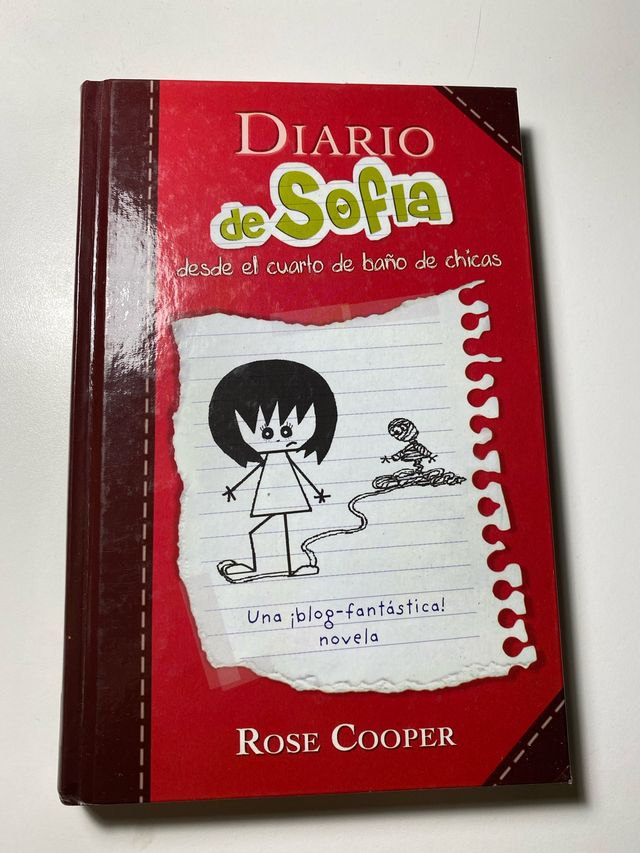 DIARIO
de Sofia
desde el cuarto de baño de chicas
Una ¡blog-fantástica!
novela
ROSE COOPER